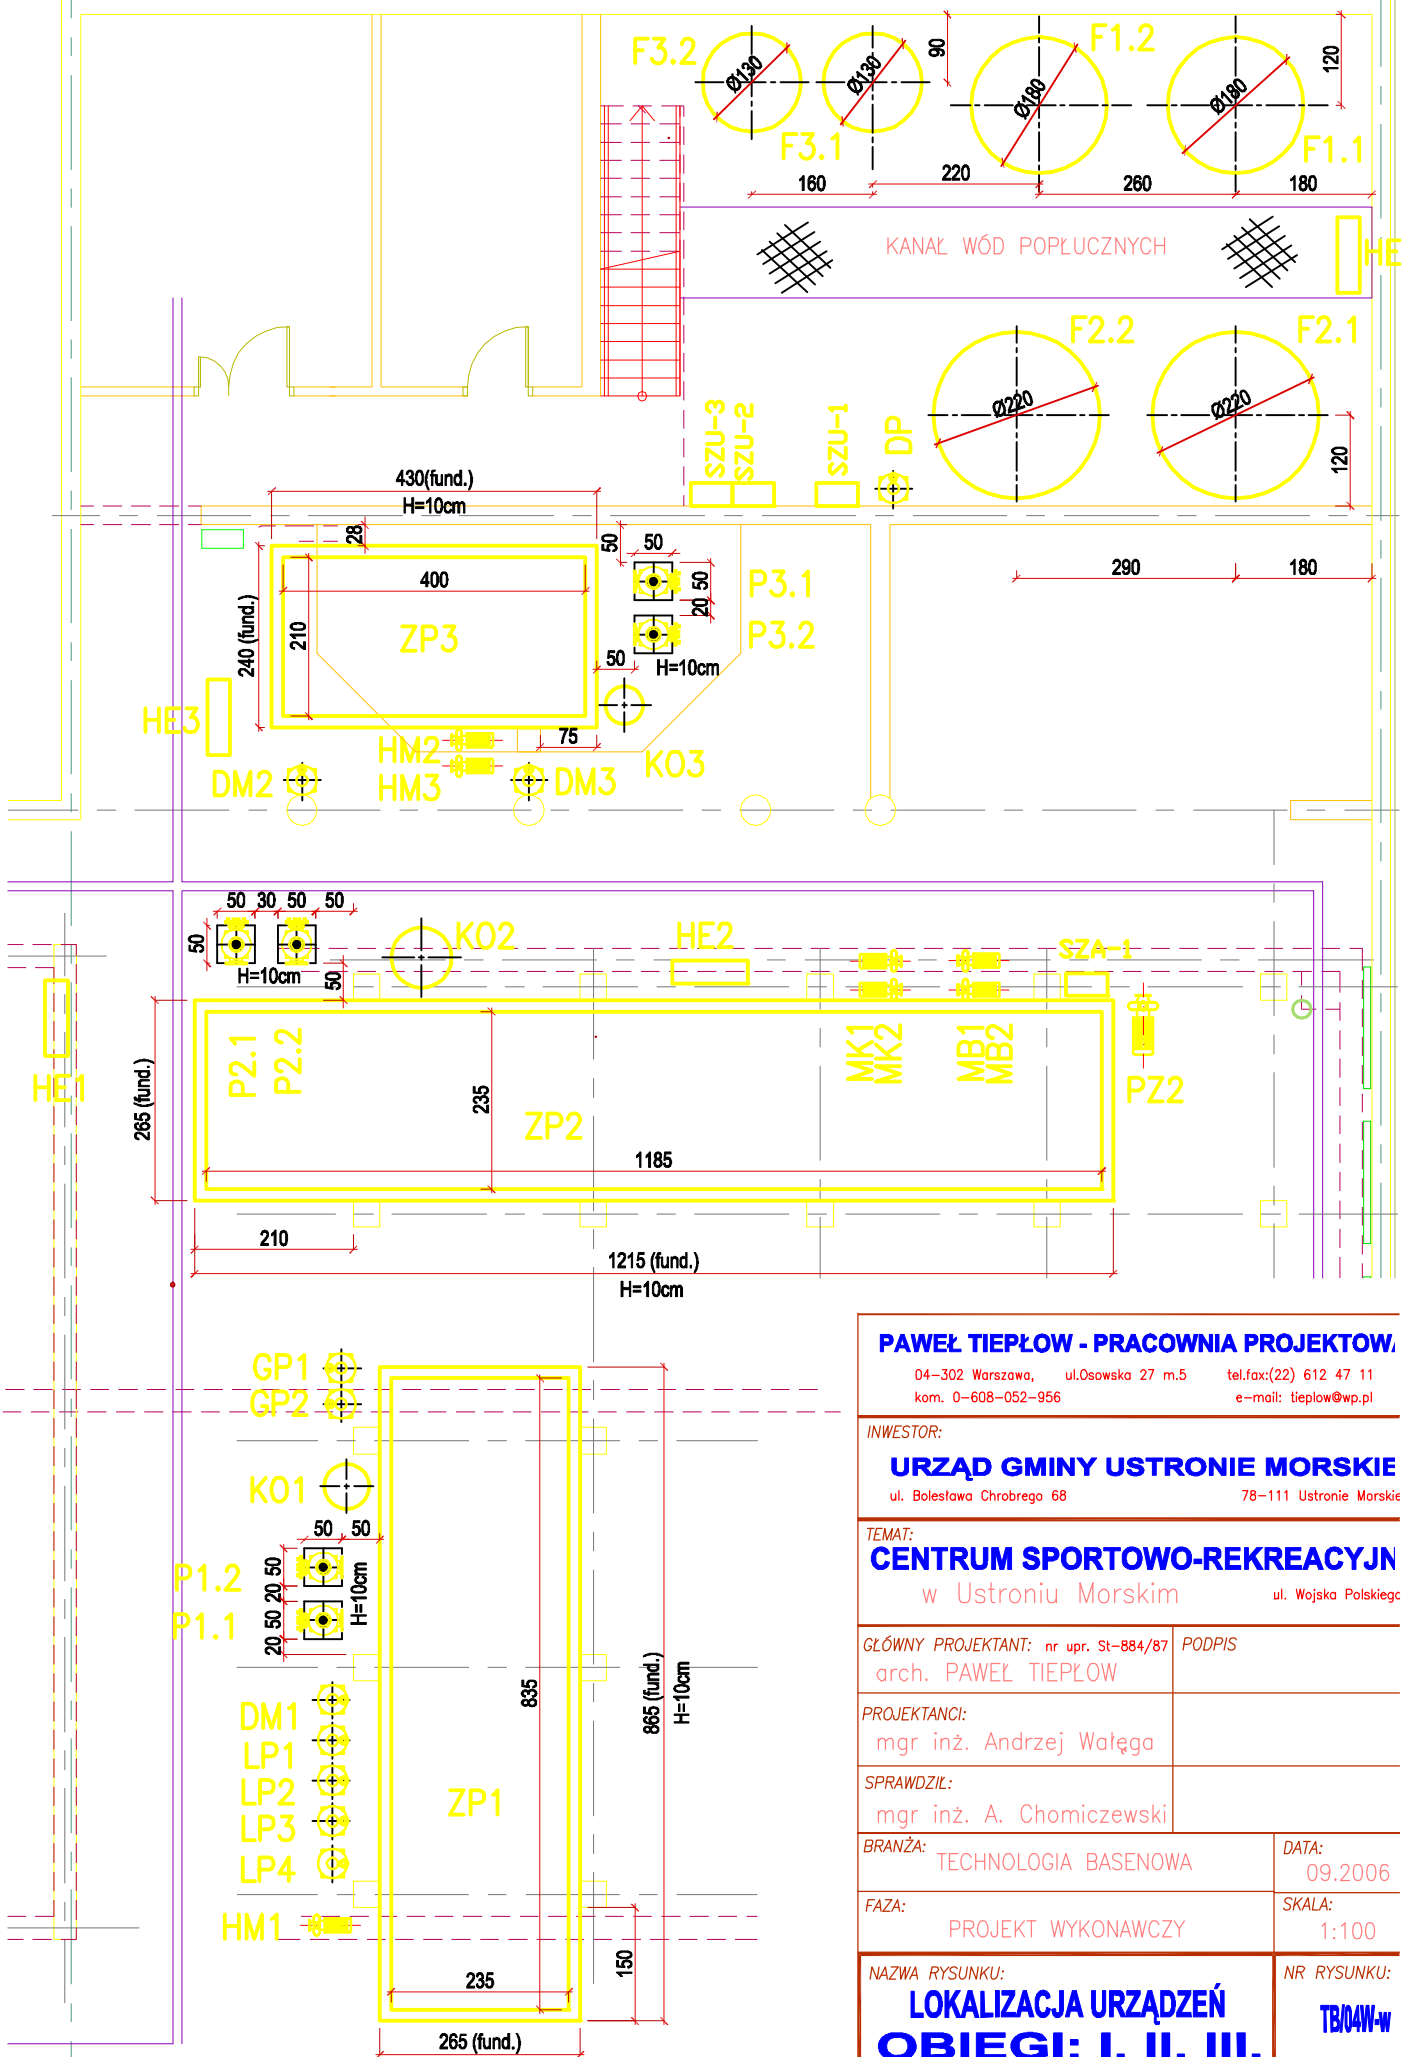 F3.2
Ø130
Ø130
F3.1
F1.2
Ø180
Ø180
F1.1
90
120
160
220
260
180
KANAŁ WÓD POPŁUCZNYCH
HE
F2.2
F2.1
Ø220
Ø220
120
SZU-3
SZU-2
SZU-1
DP
430(fund.)
H=10cm
28
50
50
50
20
400
240 (fund.)
210
ZP3
P3.1
P3.2
50
H=10cm
290
180
HE3
HM2
HM3
75
KO3
DM2
DM3
50
30
50
50
50
H=10cm
50
KO2
HE2
SZA-1
HE1
265 (fund.)
P2.1
P2.2
235
ZP2
MK1
MK2
MB1
MB2
PZ2
1185
210
1215 (fund.)
H=10cm
GP1
GP2
KO1
50
50
P1.2
P1.1
50
20
50
20
H=10cm
835
865 (fund.)
H=10cm
DM1
LP1
LP2
LP3
LP4
ZP1
HM1
235
150
265 (fund.)
PAWEŁ TIEPŁOW - PRACOWNIA PROJEKTOWA
04-302 Warszawa, ul.Osowska 27 m.5 tel.fax:(22) 612 47 11
kom. 0-608-052-956 e-mail: tieplow@wp.pl
INWESTOR:
URZĄD GMINY USTRONIE MORSKIE
ul. Bolesława Chrobrego 68 78-111 Ustronie Morskie
TEMAT:
CENTRUM SPORTOWO-REKREACYJN
w Ustroniu Morskim ul. Wojska Polskiego
GŁÓWNY PROJEKTANT: nr upr. St-884/87 PODPIS
arch. PAWEŁ TIEPŁOW
PROJEKTANCI:
mgr inż. Andrzej Wałęga
SPRAWDZIŁ:
mgr inż. A. Chomiczewski
BRANŻA: TECHNOLOGIA BASENOWA
DATA: 09.2006
FAZA: PROJEKT WYKONAWCZY
SKALA: 1:100
NAZWA RYSUNKU:
LOKALIZACJA URZĄDZEŃ
OBIEGI: I, II, III,
NR RYSUNKU:
TB/04W-w